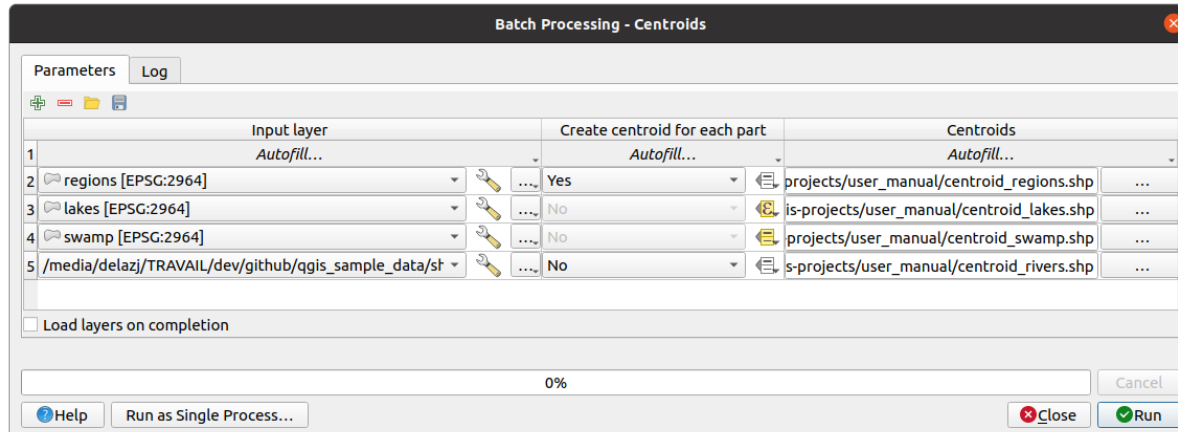 Batch Processing - Centroids
Parameters Log
Input layer Create centroid for each part Centroids
1 Autofill... Autofill... Autofill...
2 regions [EPSG:2964] ... Yes projects/user_manual/centroid_regions.shp ...
3 lakes [EPSG:2964] ... No ε is-projects/user_manual/centroid_lakes.shp ...
4 swamp [EPSG:2964] ... No projects/user_manual/centroid_swamp.shp ...
5 /media/delazj/TRAVAIL/dev/github/qgis_sample_data/sh ... No s-projects/user_manual/centroid_rivers.shp ...
Load layers on completion
0% Cancel
Help Run as Single Process... Close Run